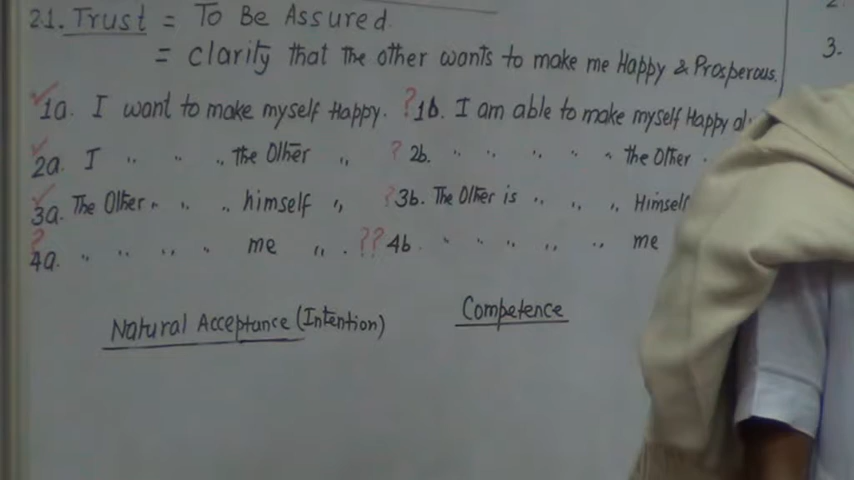 2.
3.
21. Trust = To Be Assured.
= clarity that the other wants to make me Happy & Prosperous.
1a. I want to make myself Happy. ? 1b. I am able to make myself Happy al
2a. I " " " the Other " ? 2b. " " " " " the Other "
3a. The Other " " " himself " ? 3b. The Other is " " " Himself
? 4a. " " " " me " . ?? 4b. " " " " me
Natural Acceptance (Intention) Competence